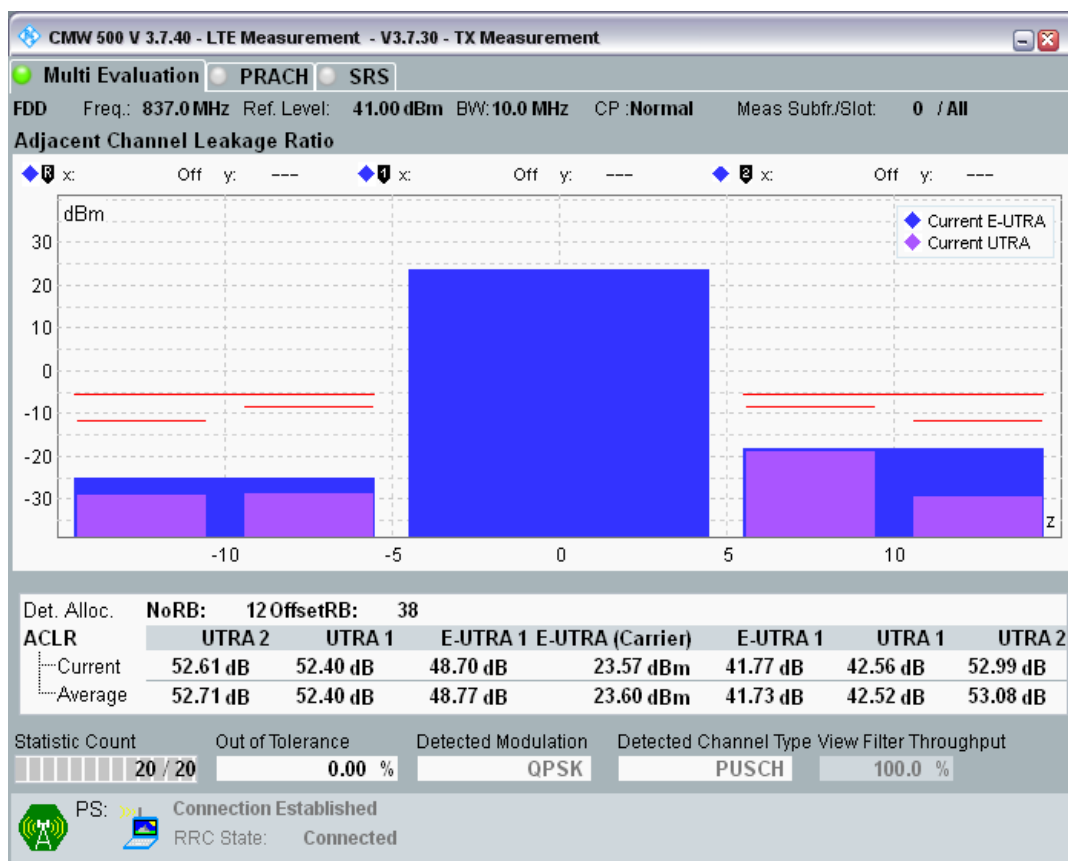 CMW 500 V 3.7.40 - LTE Measurement - V3.7.30 - TX Measurement
Multi Evaluation PRACH SRS
FDD Freq.: 837.0 MHz Ref. Level: 41.00 dBm BW: 10.0 MHz CP :Normal Meas Subfr./Slot: 0 / All
Adjacent Channel Leakage Ratio
R x: Off y: --- 1 x: Off y: --- 2 x: Off y: ---
dBm
Current E-UTRA
Current UTRA
30
20
10
0
-10
-20
-30
z
-10 -5 0 5 10
Det. Alloc. NoRB: 12 OffsetRB: 38
ACLR UTRA 2 UTRA 1 E-UTRA 1 E-UTRA (Carrier) E-UTRA 1 UTRA 1 UTRA 2
Current 52.61 dB 52.40 dB 48.70 dB 23.57 dBm 41.77 dB 42.56 dB 52.99 dB
Average 52.71 dB 52.40 dB 48.77 dB 23.60 dBm 41.73 dB 42.52 dB 53.08 dB
Statistic Count Out of Tolerance Detected Modulation Detected Channel Type View Filter Throughput
20 / 20 0.00 % QPSK PUSCH 100.0 %
PS: Connection Established
RRC State: Connected